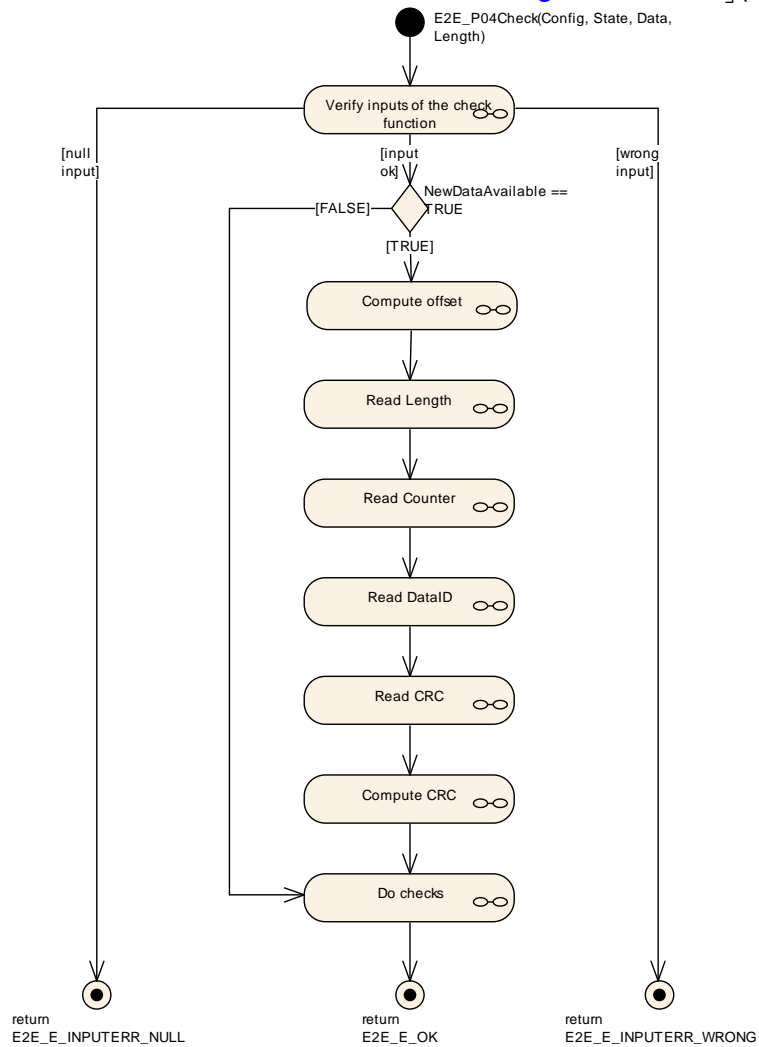 E2E_P04Check(Config, State, Data,
Length)
Verify inputs of the check
function
[null
input]
[input
ok]
[wrong
input]
NewDataAvailable ==
TRUE
[FALSE]
[TRUE]
Compute offset
Read Length
Read Counter
Read DataID
Read CRC
Compute CRC
Do checks
return
E2E_E_INPUTERR_NULL
return
E2E_E_OK
return
E2E_E_INPUTERR_WRONG